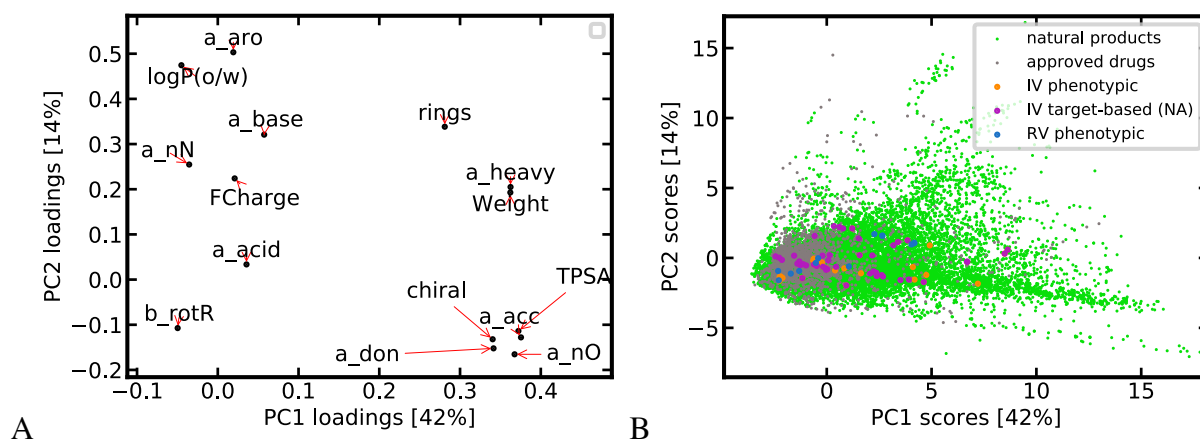 a_aro
logP(o/w)
a_base
rings
a_nN
a_heavy
FCharge
Weight
a_acid
chiral
TPSA
b_rotR
a_acc
a_don
a_nO
PC2 loadings [14%]
0.5
0.4
0.3
0.2
0.1
0.0
−0.1
−0.2
−0.1
0.0
0.1
0.2
0.3
0.4
PC1 loadings [42%]
A
natural products
approved drugs
IV phenotypic
IV target-based (NA)
RV phenotypic
PC2 scores [14%]
15
10
5
0
−5
0
5
10
15
PC1 scores [42%]
B